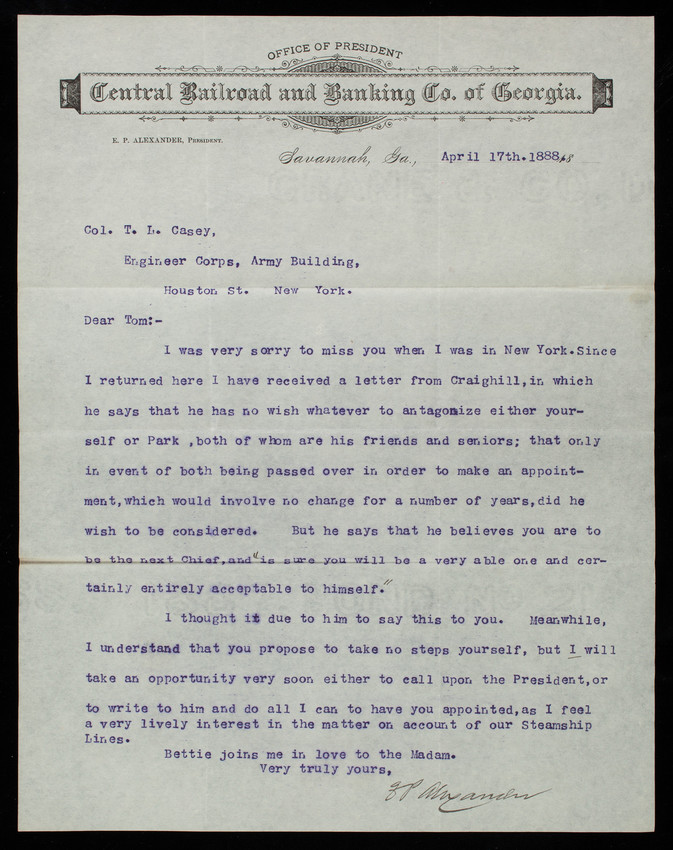 OFFICE OF PRESIDENT
Central Railroad and Banking Co. of Georgia.
E. P. ALEXANDER, PRESIDENT.
Savannah, Ga., April 17th.1888,
Col. T. L. Casey,
Engineer Corps, Army Building,
Houston St. New York.
Dear Tom:-
I was very sorry to miss you when I was in New York.Since
I returned here I have received a letter from Craighill,in which
he says that he has no wish whatever to antagonize either your-
self or Park ,both of whom are his friends and seniors; that only
in event of both being passed over in order to make an appoint-
ment,which would involve no change for a number of years,did he
wish to be considered. But he says that he believes you are to
be the next Chief,and "is sure you will be a very able one and cer-
tainly entirely acceptable to himself."
I thought it due to him to say this to you. Meanwhile,
I understand that you propose to take no steps yourself, but I will
take an opportunity very soon either to call upon the President,or
to write to him and do all I can to have you appointed,as I feel
a very lively interest in the matter on account of our Steamship
Lines.
Bettie joins me in love to the Madam.
Very truly yours,
E P Alexander